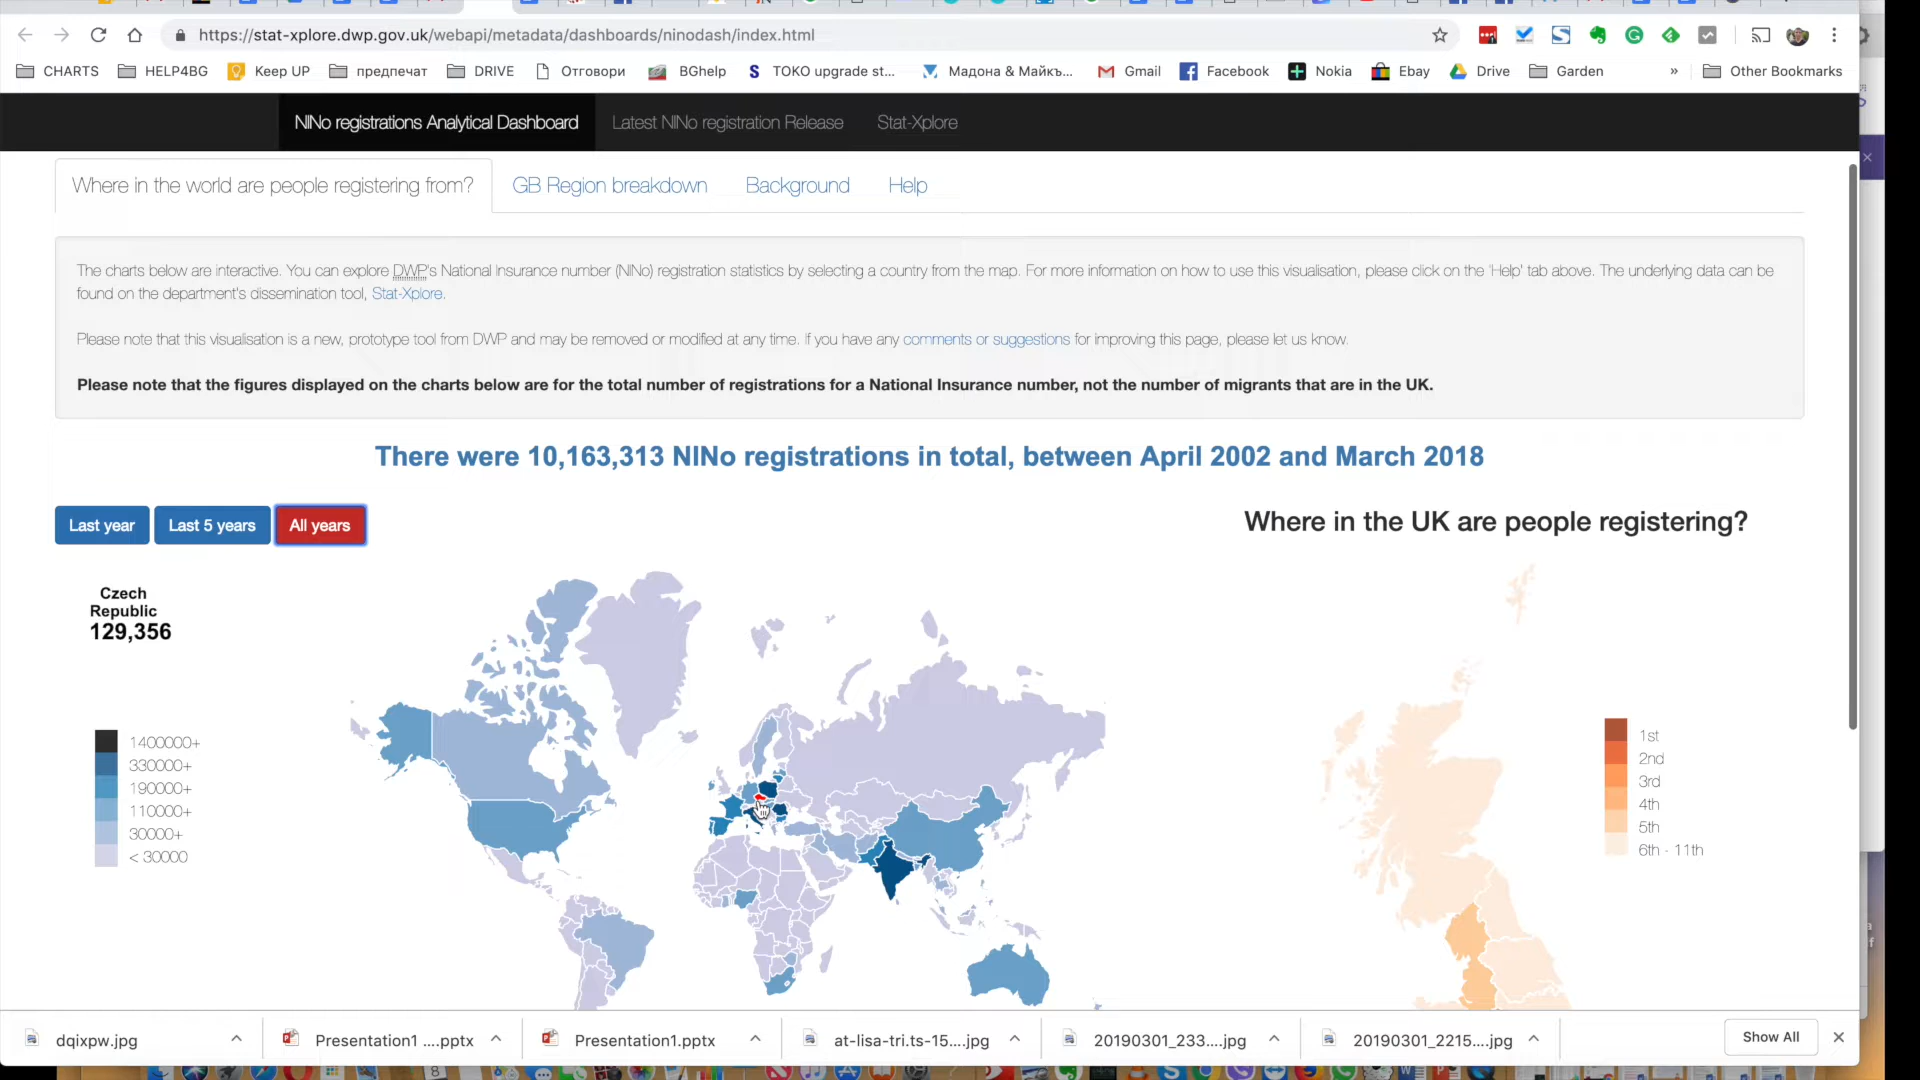 https://stat-xplore.dwp.gov.uk/webapi/metadata/dashboards/ninodash/index.html
CHARTS HELP4BG Keep UP предпечат DRIVE Отговори BGhelp TOKO upgrade st... Мадона & Майкъ... Gmail Facebook Nokia Ebay Drive Garden » Other Bookmarks
NINo registrations Analytical Dashboard Latest NINo registration Release Stat-Xplore
Where in the world are people registering from? GB Region breakdown Background Help
The charts below are interactive. You can explore DWP's National Insurance number (NINo) registration statistics by selecting a country from the map. For more information on how to use this visualisation, please click on the 'Help' tab above. The underlying data can be
found on the department's dissemination tool, Stat-Xplore.
Please note that this visualisation is a new, prototype tool from DWP and may be removed or modified at any time. If you have any comments or suggestions for improving this page, please let us know.
Please note that the figures displayed on the charts below are for the total number of registrations for a National Insurance number, not the number of migrants that are in the UK.
There were 10,163,313 NINo registrations in total, between April 2002 and March 2018
Last year Last 5 years All years
Where in the UK are people registering?
Czech
Republic
129,356
1400000+
330000+
190000+
110000+
30000+
< 30000
1st
2nd
3rd
4th
5th
6th - 11th
dqixpw.jpg Presentation1 ....pptx Presentation1.pptx at-lisa-tri.ts-15....jpg 20190301_233....jpg 20190301_2215....jpg Show All